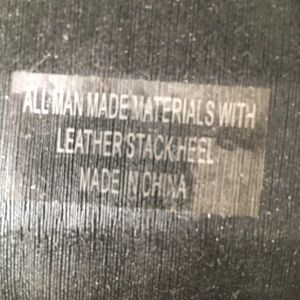 ALL MAN MADE MATERIALS WITH
LEATHER STACK HEEL
MADE IN CHINA